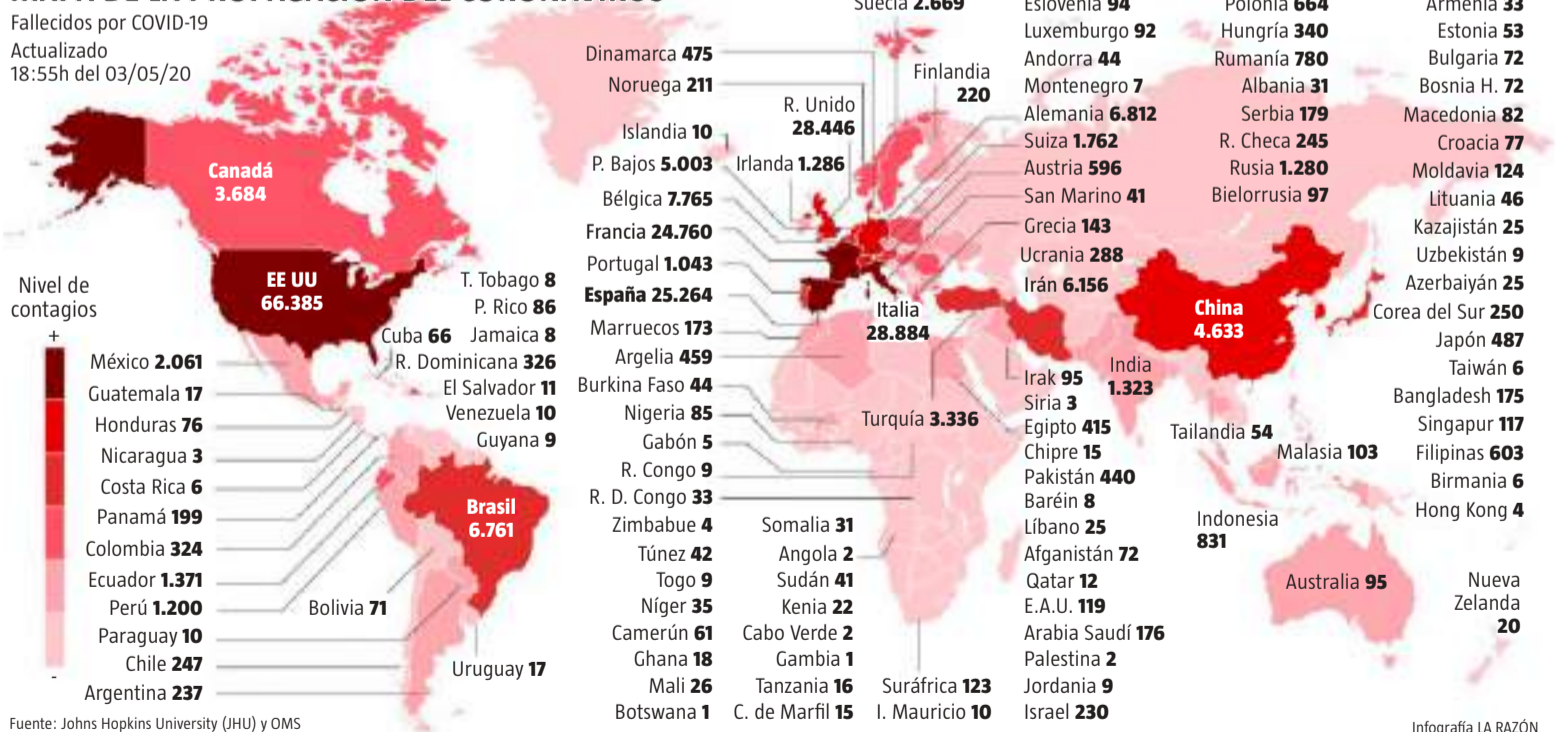 Fallecidos por COVID-19
Actualizado
18:55h del 03/05/20
Canadá
3.684
EE UU
66.385
Nivel de
contagios
+
-
México 2.061
Guatemala 17
Honduras 76
Nicaragua 3
Costa Rica 6
Panamá 199
Colombia 324
Ecuador 1.371
Perú 1.200
Paraguay 10
Chile 247
Argentina 237
T. Tobago 8
P. Rico 86
Cuba 66
Jamaica 8
R. Dominicana 326
El Salvador 11
Venezuela 10
Guyana 9
Brasil
6.761
Bolivia 71
Uruguay 17
Dinamarca 475
Noruega 211
Islandia 10
P. Bajos 5.003
Bélgica 7.765
Francia 24.760
Portugal 1.043
España 25.264
Marruecos 173
Argelia 459
Burkina Faso 44
Nigeria 85
Gabón 5
R. Congo 9
R. D. Congo 33
Zimbabue 4
Túnez 42
Togo 9
Níger 35
Camerún 61
Ghana 18
Mali 26
Botswana 1
Somalia 31
Angola 2
Sudán 41
Kenia 22
Cabo Verde 2
Gambia 1
Tanzania 16
C. de Marfil 15
Suráfrica 123
I. Mauricio 10
Suecia 2.669
Finlandia
220
R. Unido
28.446
Irlanda 1.286
Italia
28.884
Turquía 3.336
Eslovenia 94
Luxemburgo 92
Andorra 44
Montenegro 7
Alemania 6.812
Suiza 1.762
Austria 596
San Marino 41
Grecia 143
Ucrania 288
Irán 6.156
Irak 95
Siria 3
Egipto 415
Chipre 15
Pakistán 440
Baréin 8
Líbano 25
Afganistán 72
Qatar 12
E.A.U. 119
Arabia Saudí 176
Palestina 2
Jordania 9
Israel 230
Polonia 664
Hungría 340
Rumanía 780
Albania 31
Serbia 179
R. Checa 245
Rusia 1.280
Bielorrusia 97
China
4.633
India
1.323
Tailandia 54
Malasia 103
Indonesia
831
Australia 95
Armenia 33
Estonia 53
Bulgaria 72
Bosnia H. 72
Macedonia 82
Croacia 77
Moldavia 124
Lituania 46
Kazajistán 25
Uzbekistán 9
Azerbaiyán 25
Corea del Sur 250
Japón 487
Taiwán 6
Bangladesh 175
Singapur 117
Filipinas 603
Birmania 6
Hong Kong 4
Nueva
Zelanda
20
Fuente: Johns Hopkins University (JHU) y OMS
Infografía LA RAZÓN